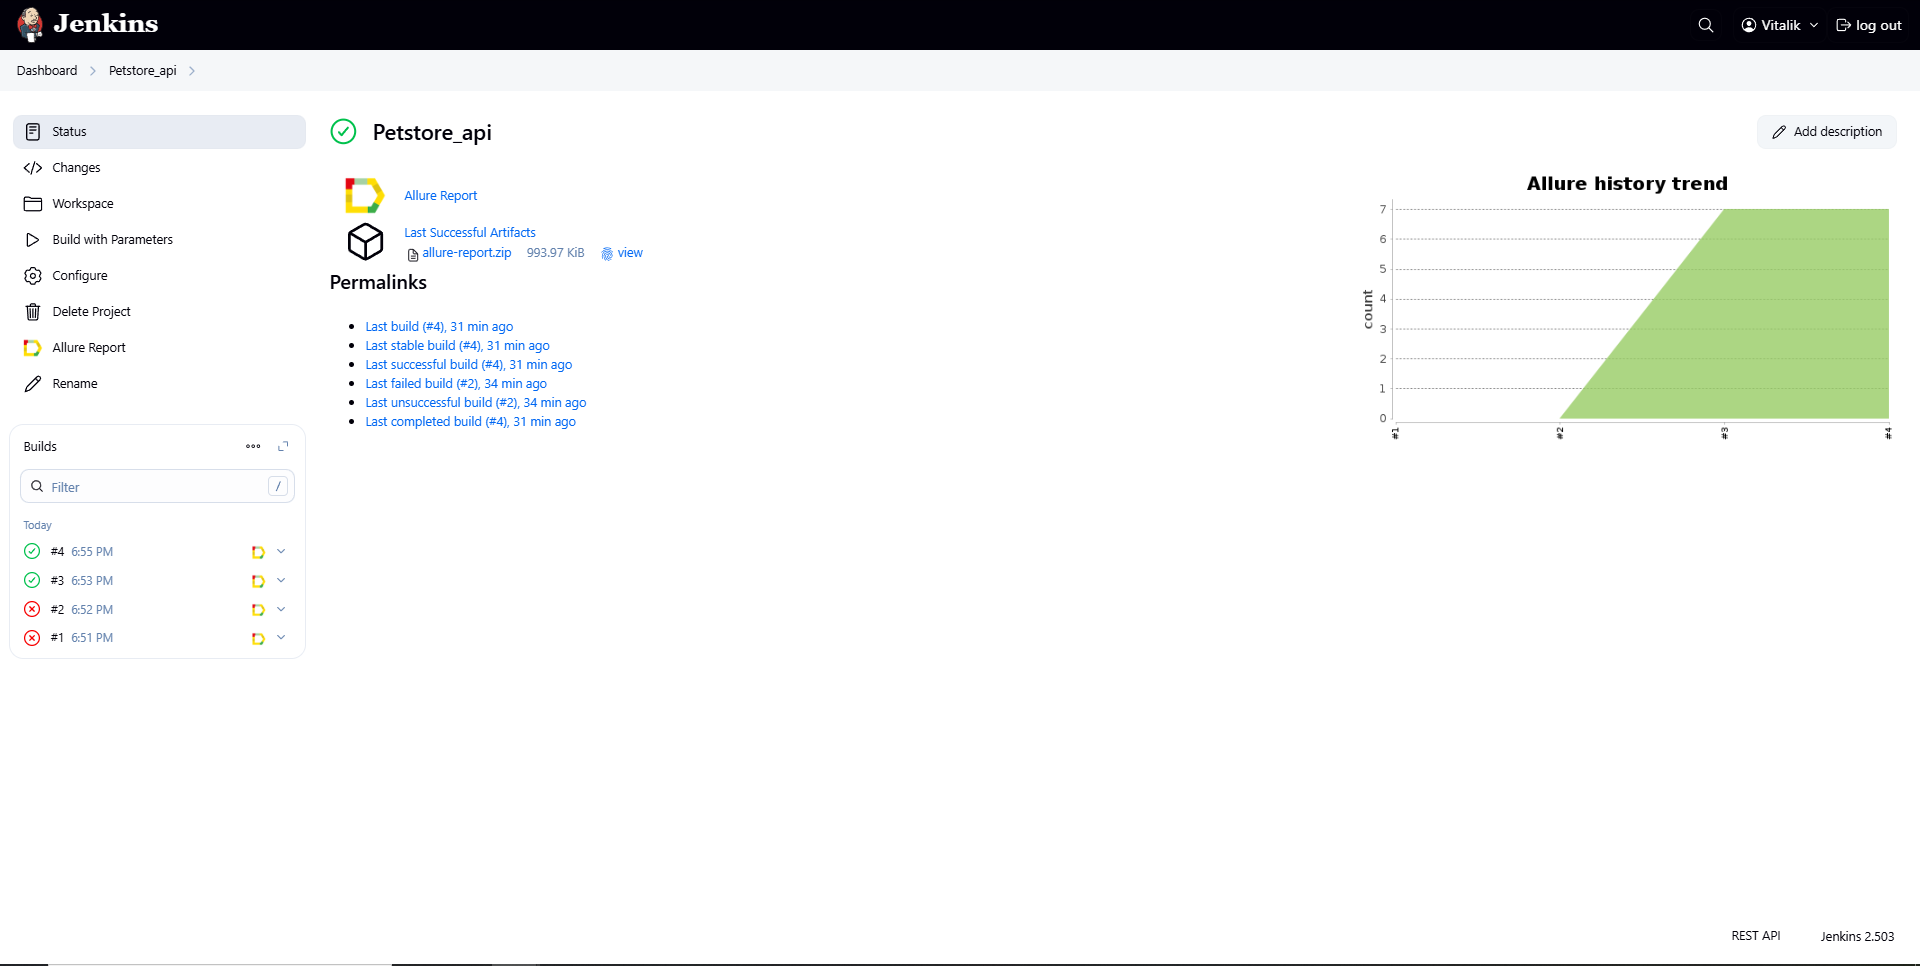 Jenkins
Vitalik
log out
Dashboard
Petstore_api
Status
Changes
Workspace
Build with Parameters
Configure
Delete Project
Allure Report
Rename
Builds
Filter
/
Today
#4 6:55 PM
#3 6:53 PM
#2 6:52 PM
#1 6:51 PM
Petstore_api
Add description
Allure Report
Last Successful Artifacts
allure-report.zip 993.97 KiB view
Permalinks
Last build (#4), 31 min ago
Last stable build (#4), 31 min ago
Last successful build (#4), 31 min ago
Last failed build (#2), 34 min ago
Last unsuccessful build (#2), 34 min ago
Last completed build (#4), 31 min ago
Allure history trend
count
7
6
5
4
3
2
1
0
#1 #2 #3 #4
REST API
Jenkins 2.503